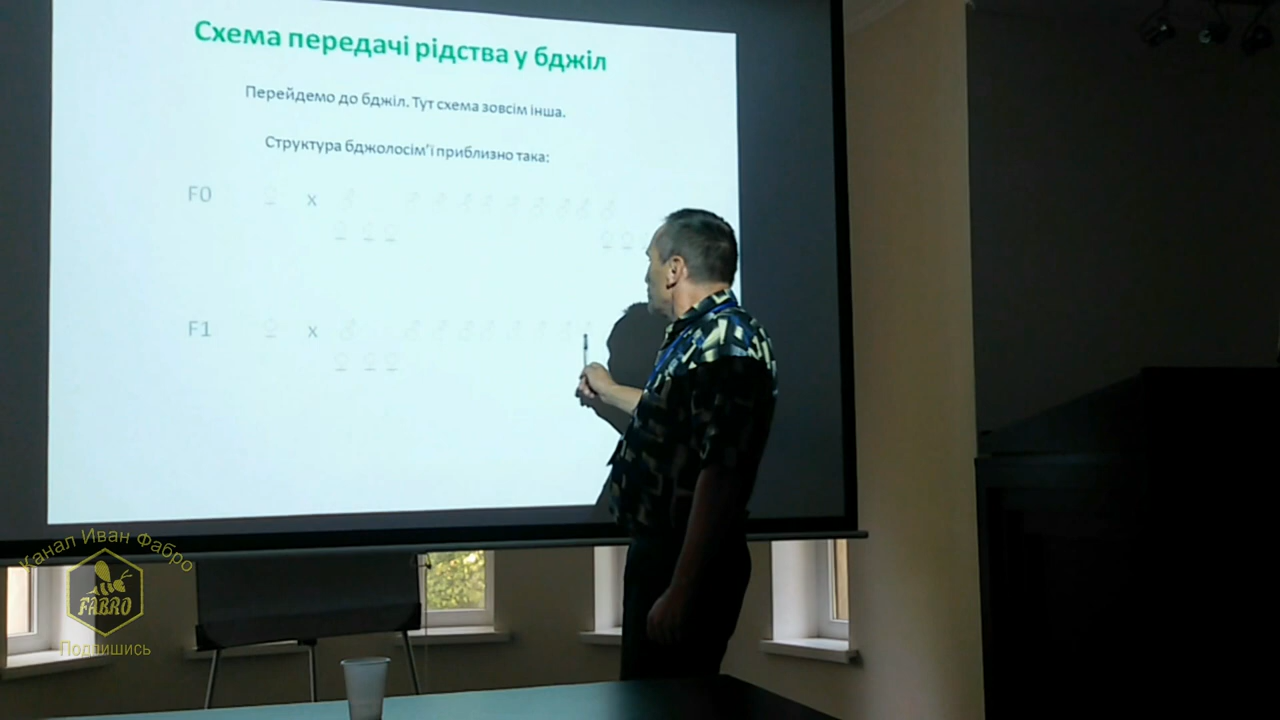 Схема передачі рідства у бджіл
Перейдемо до бджіл. Тут схема зовсім інша.
Структура бджолосім'ї приблизно така:
F0 ♀ x ♂ ♂ ♂ ♂ ♂ ♂ ♂ ♂ ♂ ♂
♀ ♀ ♀ ♀ ♀
F1 ♀ x ♂ ♂ ♂ ♂ ♂ ♂ ♂ ♂
♀ ♀ ♀
Канал Иван Фабро
FABRO
Подпишись